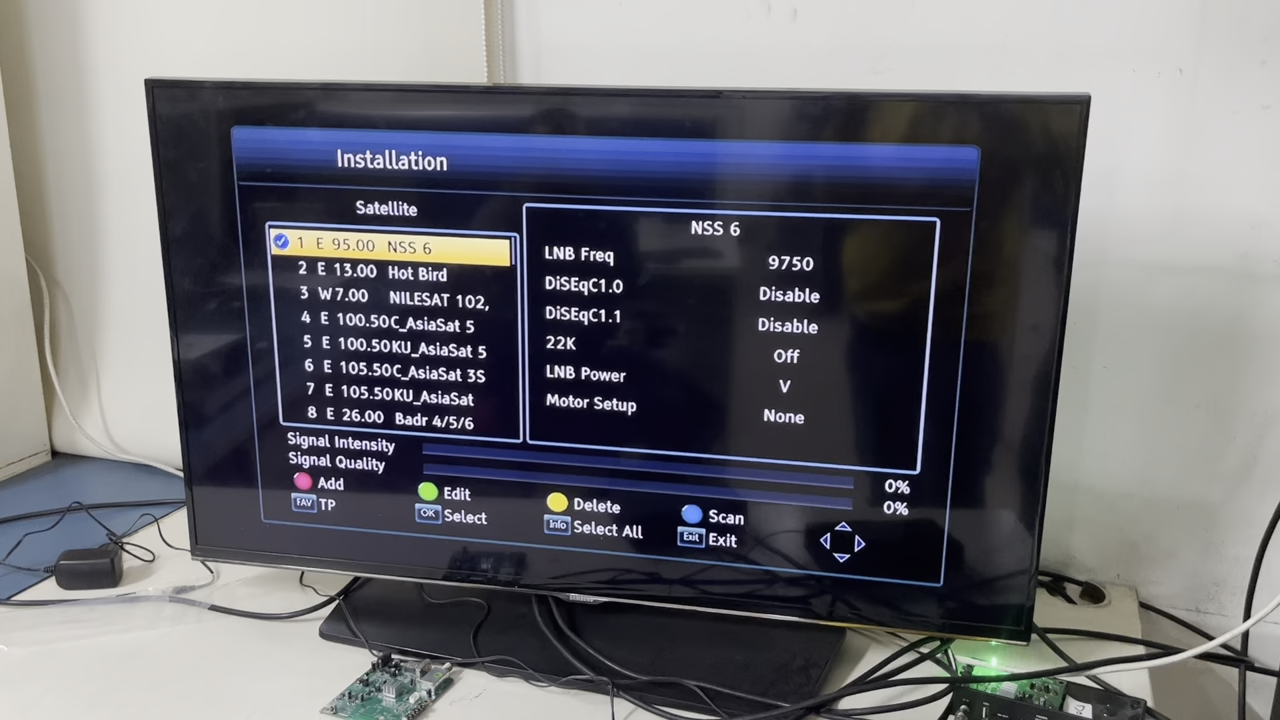 Installation
Satellite
1 E 95.00 NSS 6
2 E 13.00 Hot Bird
3 W7.00 NILESAT 102,
4 E 100.50C_AsiaSat 5
5 E 100.50KU_AsiaSat 5
6 E 105.50C_AsiaSat 3S
7 E 105.50KU_AsiaSat
8 E 26.00 Badr 4/5/6
NSS 6
LNB Freq 9750
DiSEqC1.0 Disable
DiSEqC1.1 Disable
22K Off
LNB Power V
Motor Setup None
Signal Intensity 0%
Signal Quality 0%
Add Edit Delete Scan
FAV TP OK Select Info Select All Exit Exit
SAMSUNG